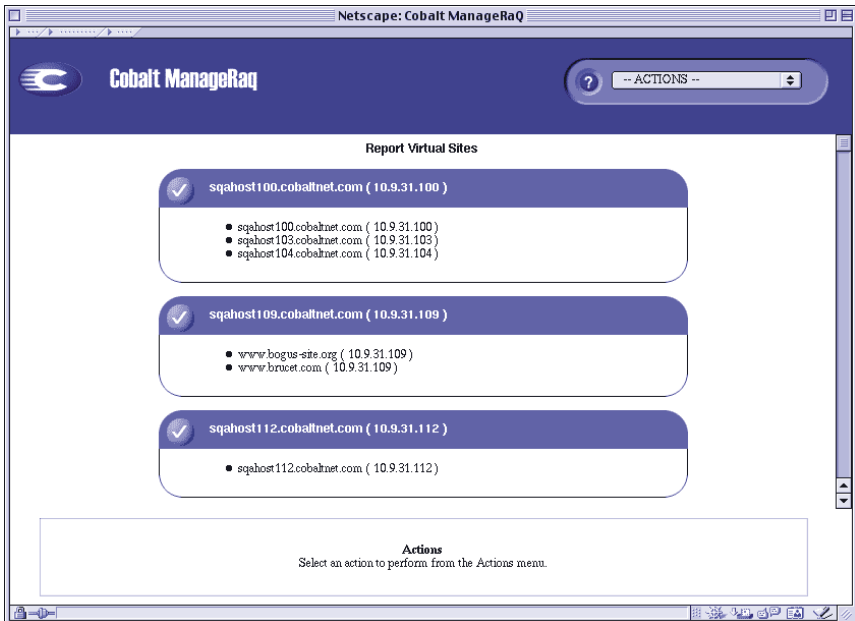 Netscape: Cobalt ManageRaQ
C
Cobalt ManageRaq
?
-- ACTIONS --
Report Virtual Sites
sqahost100.cobaltnet.com ( 10.9.31.100 )
sqahost100.cobaltnet.com ( 10.9.31.100 )
sqahost103.cobaltnet.com ( 10.9.31.103 )
sqahost104.cobaltnet.com ( 10.9.31.104 )
sqahost109.cobaltnet.com ( 10.9.31.109 )
www.bogus-site.org ( 10.9.31.109 )
www.brucet.com ( 10.9.31.109 )
sqahost112.cobaltnet.com ( 10.9.31.112 )
sqahost112.cobaltnet.com ( 10.9.31.112 )
Actions
Select an action to perform from the Actions menu.